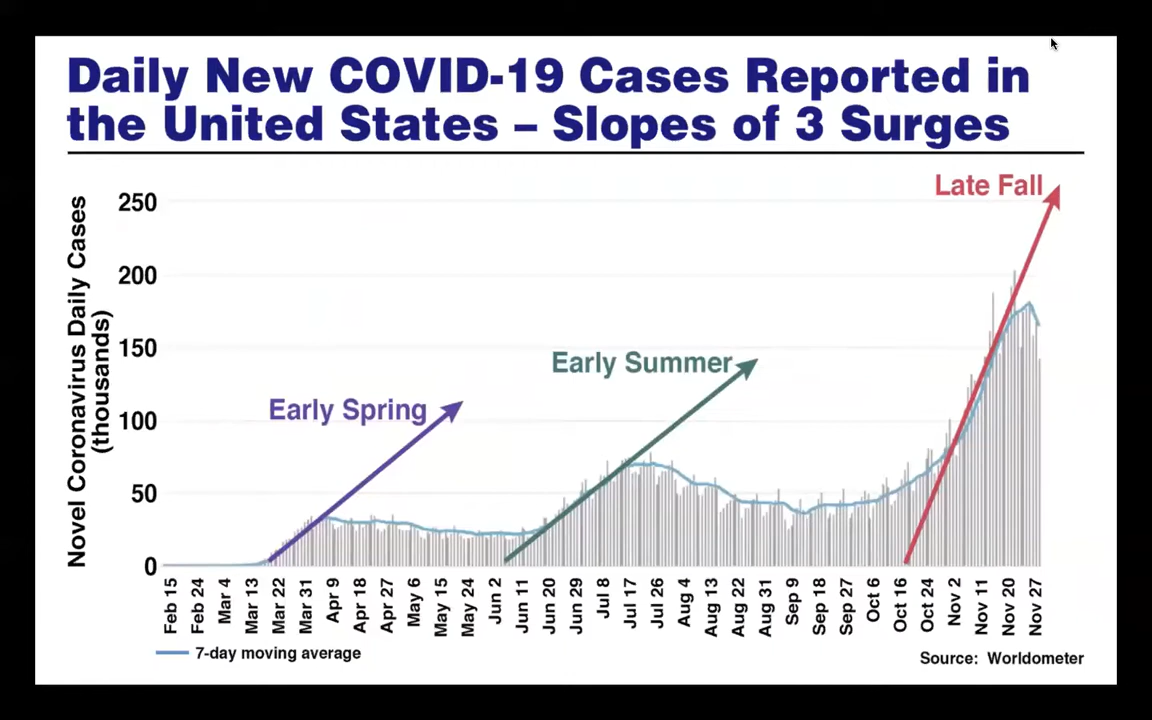 Daily New COVID-19 Cases Reported in
the United States – Slopes of 3 Surges
Novel Coronavirus Daily Cases
(thousands)
250
200
150
100
50
0
Early Spring
Early Summer
Late Fall
Feb 15
Feb 24
Mar 4
Mar 13
Mar 22
Mar 31
Apr 9
Apr 18
Apr 27
May 6
May 15
May 24
Jun 2
Jun 11
Jun 20
Jun 29
Jul 8
Jul 17
Jul 26
Aug 4
Aug 13
Aug 22
Aug 31
Sep 9
Sep 18
Sep 27
Oct 6
Oct 16
Oct 24
Nov 2
Nov 11
Nov 20
Nov 27
7-day moving average
Source: Worldometer